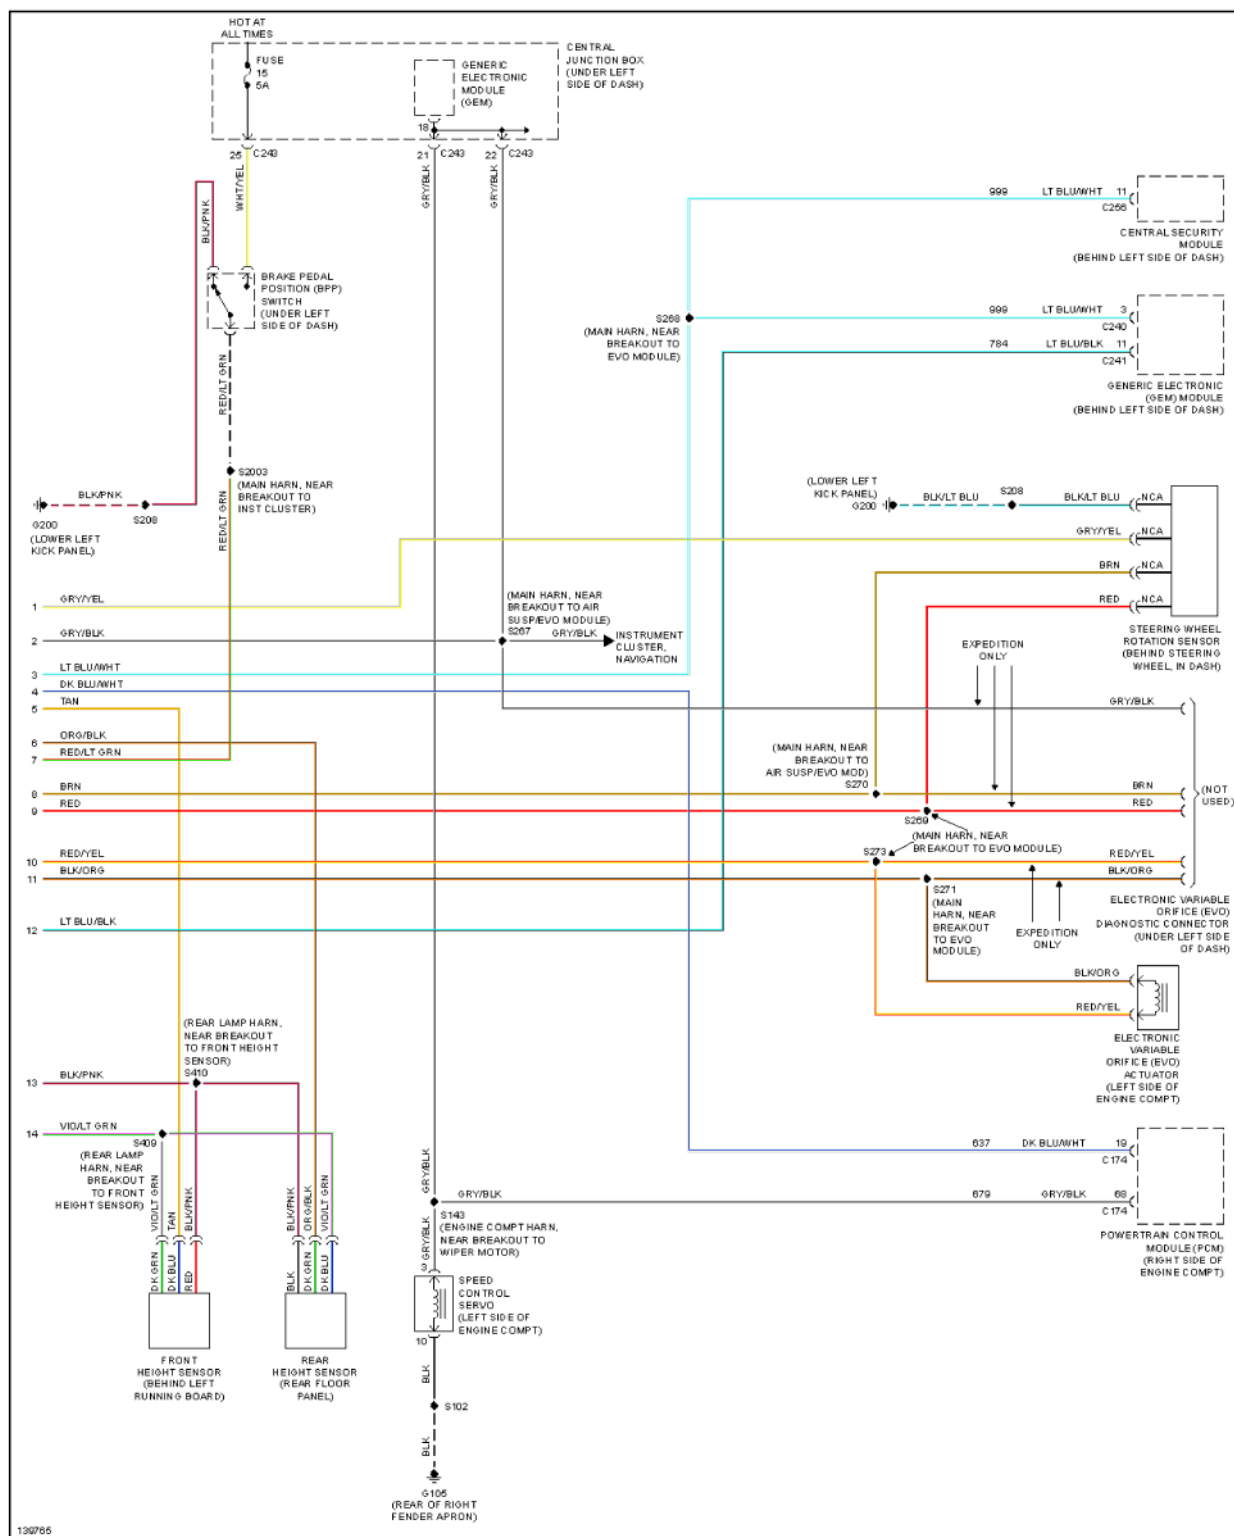 HOT AT
ALL TIMES
FUSE
15
5A
GENERIC
ELECTRONIC
MODULE
(GEM)
CENTRAL
JUNCTION BOX
(UNDER LEFT
SIDE OF DASH)
18
25 C243
21 C243
22 C243
WHT/YEL
GRY/BLK
GRY/BLK
BLK/PNK
BRAKE PEDAL
POSITION (BPP)
SWITCH
(UNDER LEFT
SIDE OF DASH)
RED/LT GRN
S2003
(MAIN HARN, NEAR
BREAKOUT TO
INST CLUSTER)
RED/LT GRN
BLK/PNK
G200
(LOWER LEFT
KICK PANEL)
S208
999 LT BLU/WHT 11
C256
CENTRAL SECURITY
MODULE
(BEHIND LEFT SIDE OF DASH)
S268
(MAIN HARN, NEAR
BREAKOUT TO
EVO MODULE)
999 LT BLU/WHT 3
C240
784 LT BLU/BLK 11
C241
GENERIC ELECTRONIC
(GEM) MODULE
(BEHIND LEFT SIDE OF DASH)
(LOWER LEFT
KICK PANEL)
G200
BLK/LT BLU
S208
BLK/LT BLU NCA
GRY/YEL NCA
BRN NCA
RED NCA
STEERING WHEEL
ROTATION SENSOR
(BEHIND STEERING
WHEEL, IN DASH)
1 GRY/YEL
2 GRY/BLK
3 LT BLU/WHT
4 DK BLU/WHT
5 TAN
6 ORG/BLK
7 RED/LT GRN
8 BRN
9 RED
10 RED/YEL
11 BLK/ORG
12 LT BLU/BLK
13 BLK/PNK
14 VIO/LT GRN
(MAIN HARN, NEAR
BREAKOUT TO AIR
SUSP/EVO MODULE)
S267
GRY/BLK
INSTRUMENT
CLUSTER,
NAVIGATION
EXPEDITION
ONLY
GRY/BLK
(MAIN HARN, NEAR
BREAKOUT TO
AIR SUSP/EVO MOD)
S270
BRN
RED
(NOT
USED)
S269
(MAIN HARN, NEAR
BREAKOUT TO EVO MODULE)
S273
RED/YEL
BLK/ORG
S271
(MAIN
HARN, NEAR
BREAKOUT
TO EVO
MODULE)
EXPEDITION
ONLY
ELECTRONIC VARIABLE
ORIFICE (EVO)
DIAGNOSTIC CONNECTOR
(UNDER LEFT SIDE
OF DASH)
BLK/ORG
RED/YEL
ELECTRONIC
VARIABLE
ORIFICE (EVO)
ACTUATOR
(LEFT SIDE OF
ENGINE COMPT)
(REAR LAMP HARN,
NEAR BREAKOUT
TO FRONT HEIGHT
SENSOR)
S410
S409
(REAR LAMP
HARN, NEAR
BREAKOUT
TO FRONT
HEIGHT SENSOR)
VIO/LT GRN
TAN
BLK/PNK
BLK/PNK
ORG/BLK
VIO/LT GRN
DK GRN
DK BLU
RED
BLK
DK GRN
DK BLU
FRONT
HEIGHT SENSOR
(BEHIND LEFT
RUNNING BOARD)
REAR
HEIGHT SENSOR
(REAR FLOOR
PANEL)
637 DK BLU/WHT 19
C174
GRY/BLK
GRY/BLK 679 GRY/BLK 68
C174
POWERTRAIN CONTROL
MODULE (PCM)
(RIGHT SIDE OF
ENGINE COMPT)
S143
(ENGINE COMPT HARN,
NEAR BREAKOUT TO
WIPER MOTOR)
GRY/BLK
3
SPEED
CONTROL
SERVO
(LEFT SIDE OF
ENGINE COMPT)
10
BLK
S102
BLK
G105
(REAR OF RIGHT
FENDER APRON)
139765